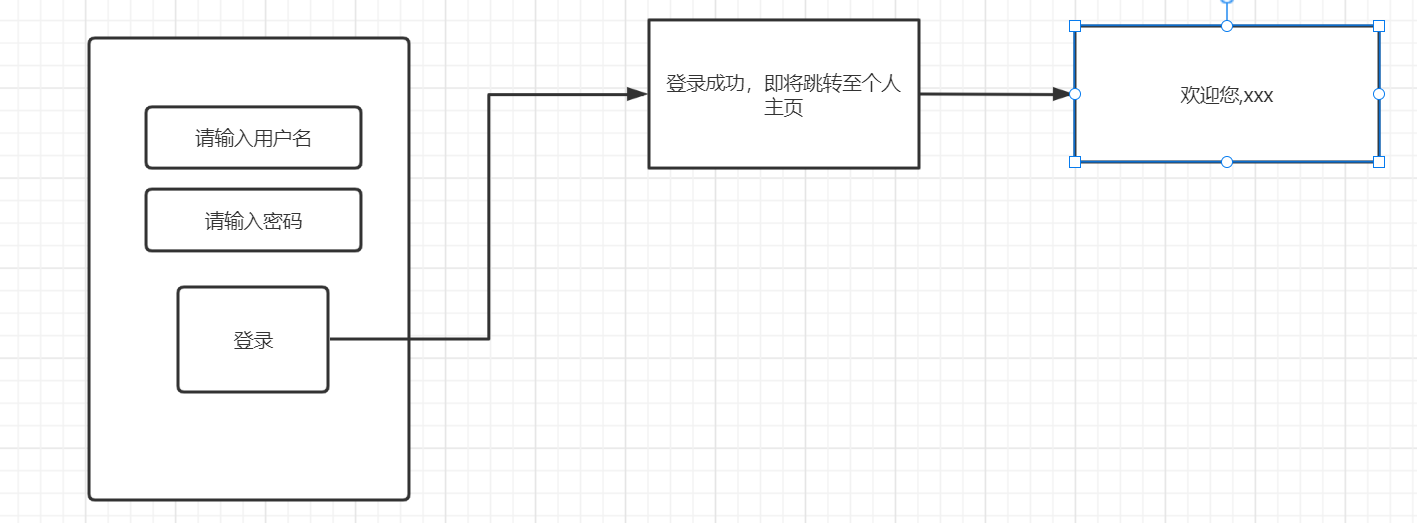 请输入用户名
请输入密码
登录
登录成功，即将跳转至个人
主页
欢迎您,xxx